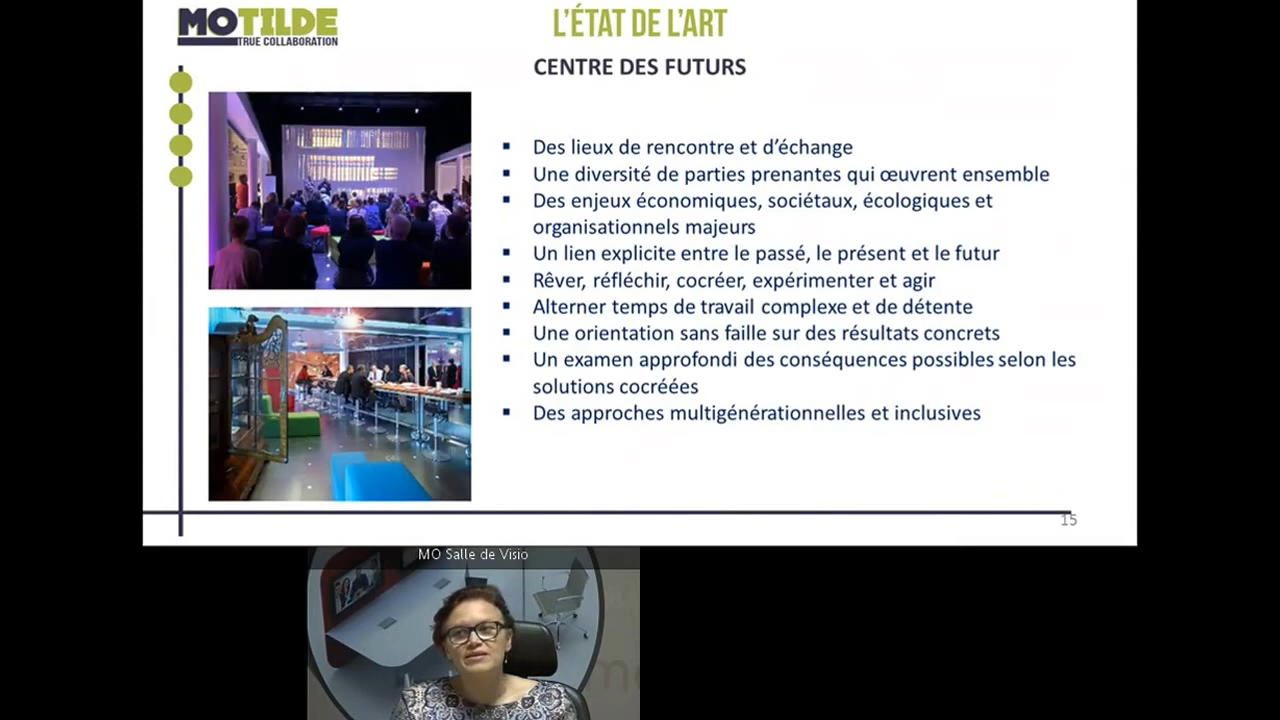 MOTILDE
TRUE COLLABORATION
L'ÉTAT DE L'ART
CENTRE DES FUTURS
Des lieux de rencontre et d'échange
Une diversité de parties prenantes qui œuvrent ensemble
Des enjeux économiques, sociétaux, écologiques et
organisationnels majeurs
Un lien explicite entre le passé, le présent et le futur
Rêver, réfléchir, cocréer, expérimenter et agir
Alterner temps de travail complexe et de détente
Une orientation sans faille sur des résultats concrets
Un examen approfondi des conséquences possibles selon les
solutions cocréées
Des approches multigénérationnelles et inclusives
15
MO Salle de Visio